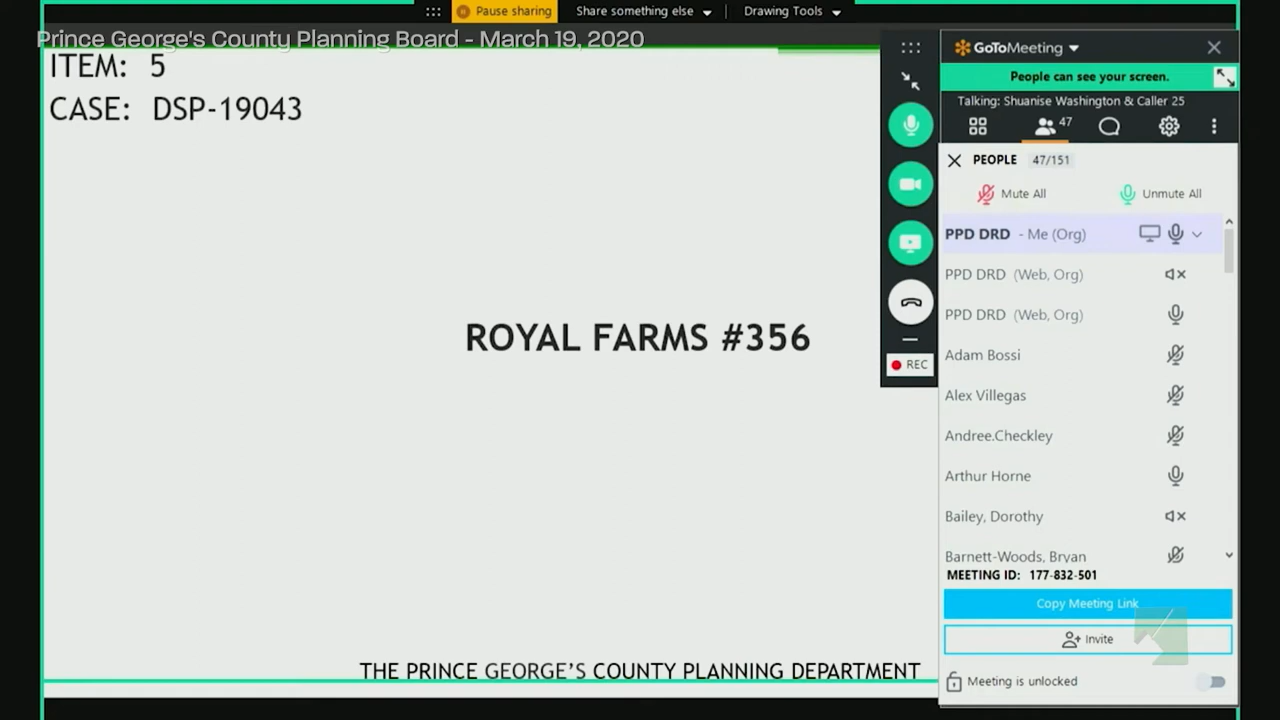 Pause sharing
Share something else
Drawing Tools
Prince George's County Planning Board - March 19, 2020
ITEM: 5
CASE: DSP-19043
ROYAL FARMS #356
THE PRINCE GEORGE'S COUNTY PLANNING DEPARTMENT
REC
GoToMeeting
People can see your screen.
Talking: Shuanise Washington & Caller 25
47
PEOPLE 47/151
Mute All
Unmute All
PPD DRD - Me (Org)
PPD DRD (Web, Org)
PPD DRD (Web, Org)
Adam Bossi
Alex Villegas
Andree.Checkley
Arthur Horne
Bailey, Dorothy
Barnett-Woods, Bryan
MEETING ID: 177-832-501
Copy Meeting Link
Invite
Meeting is unlocked